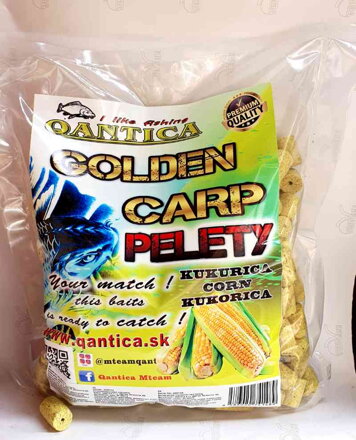 I like fishing
QANTICA
PREMIUM
QUALITY
GOLDEN
CARP
PELETY
KUKURICA
CORN
KUKORICA
Your match !
this baits
is ready to catch !
www.qantica.sk
@mteamqant
Qantica Mteam